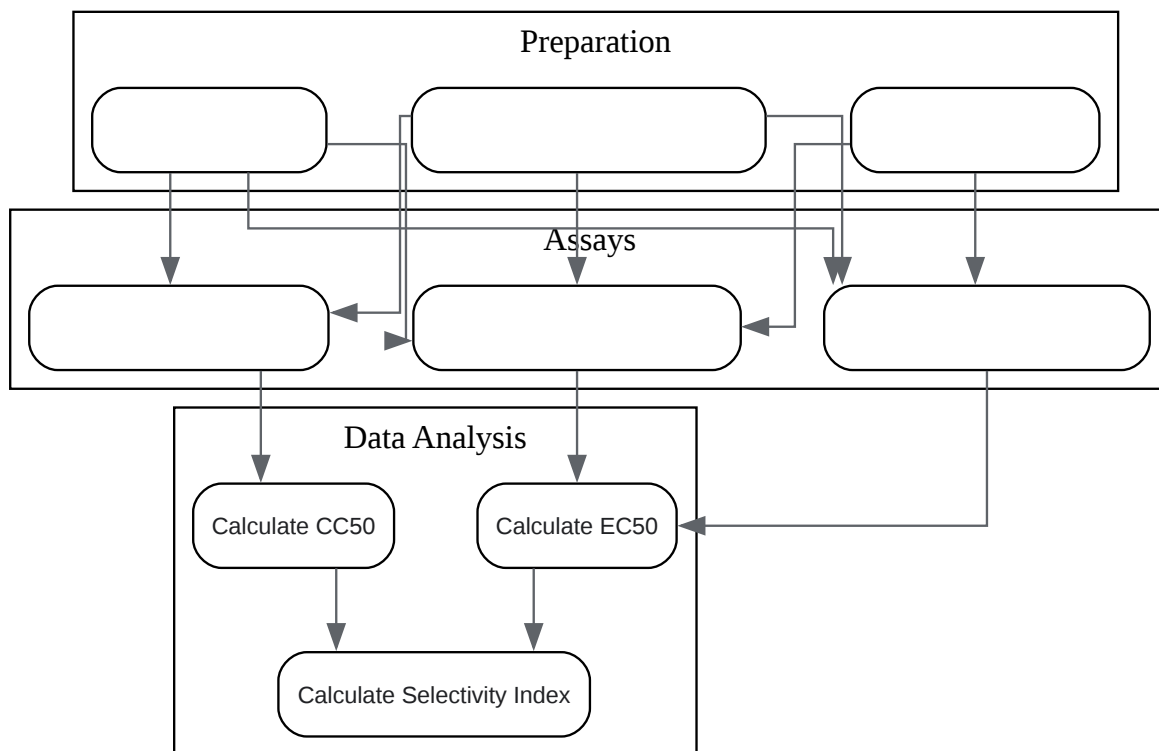 Preparation
Assays
Data Analysis
Calculate CC50
Calculate EC50
Calculate Selectivity Index